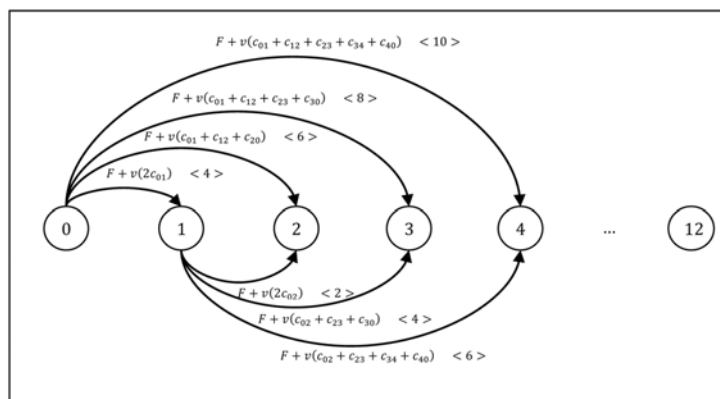 F + v(c₀₁ + c₁₂ + c₂₃ + c₃₄ + c₄₀) < 10 >
F + v(c₀₁ + c₁₂ + c₂₃ + c₃₀) < 8 >
F + v(c₀₁ + c₁₂ + c₂₀) < 6 >
F + v(2c₀₁) < 4 >
0 1 2 3 4 ... 12
F + v(2c₀₂) < 2 >
F + v(c₀₂ + c₂₃ + c₃₀) < 4 >
F + v(c₀₂ + c₂₃ + c₃₄ + c₄₀) < 6 >